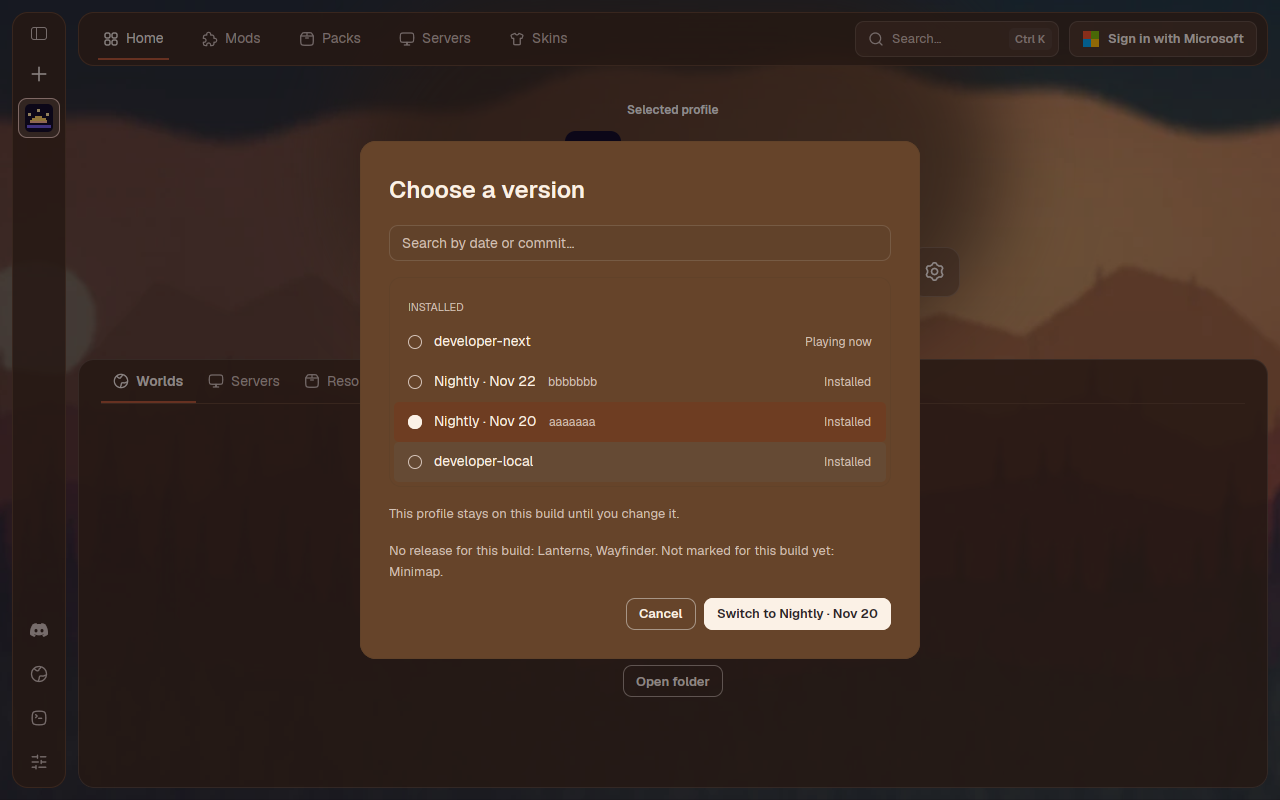 Home
Mods
Packs
Servers
Skins
Search...
Ctrl K
Sign in with Microsoft
Selected profile
Choose a version
Search by date or commit...
INSTALLED
developer-next
Playing now
Nightly · Nov 22
bbbbbbb
Installed
Nightly · Nov 20
aaaaaaa
Installed
developer-local
Installed
This profile stays on this build until you change it.
No release for this build: Lanterns, Wayfinder. Not marked for this build yet:
Minimap.
Cancel
Switch to Nightly · Nov 20
Worlds
Servers
Reso
Open folder